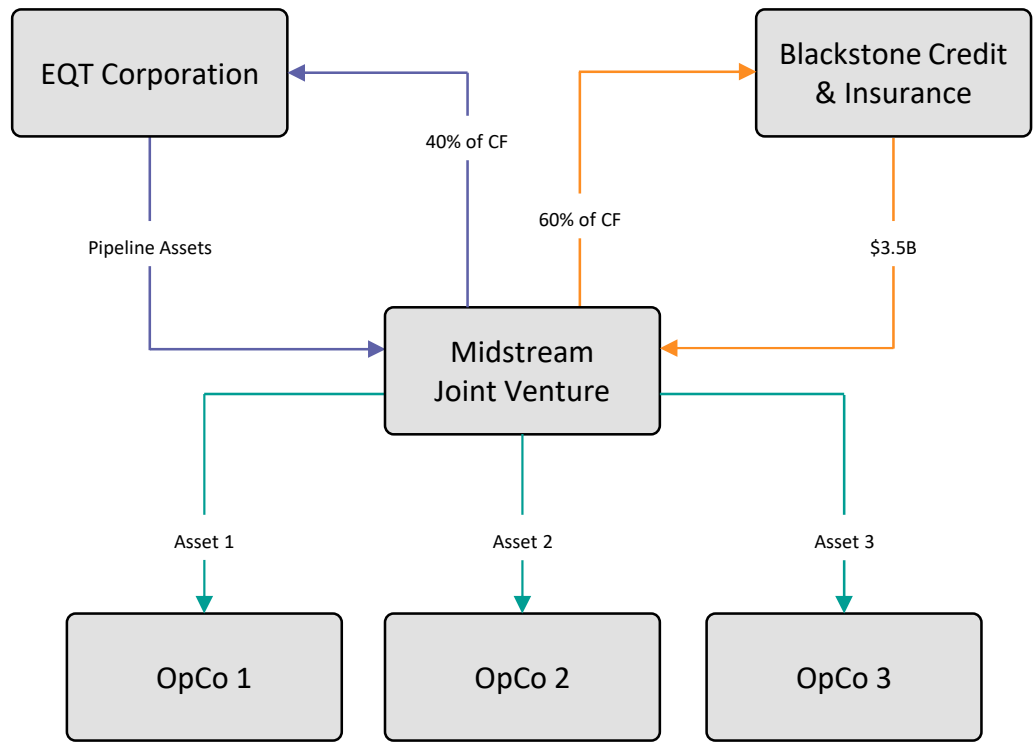 EQT Corporation
Blackstone Credit
& Insurance
40% of CF
60% of CF
Pipeline Assets
$3.5B
Midstream
Joint Venture
Asset 1
Asset 2
Asset 3
OpCo 1
OpCo 2
OpCo 3